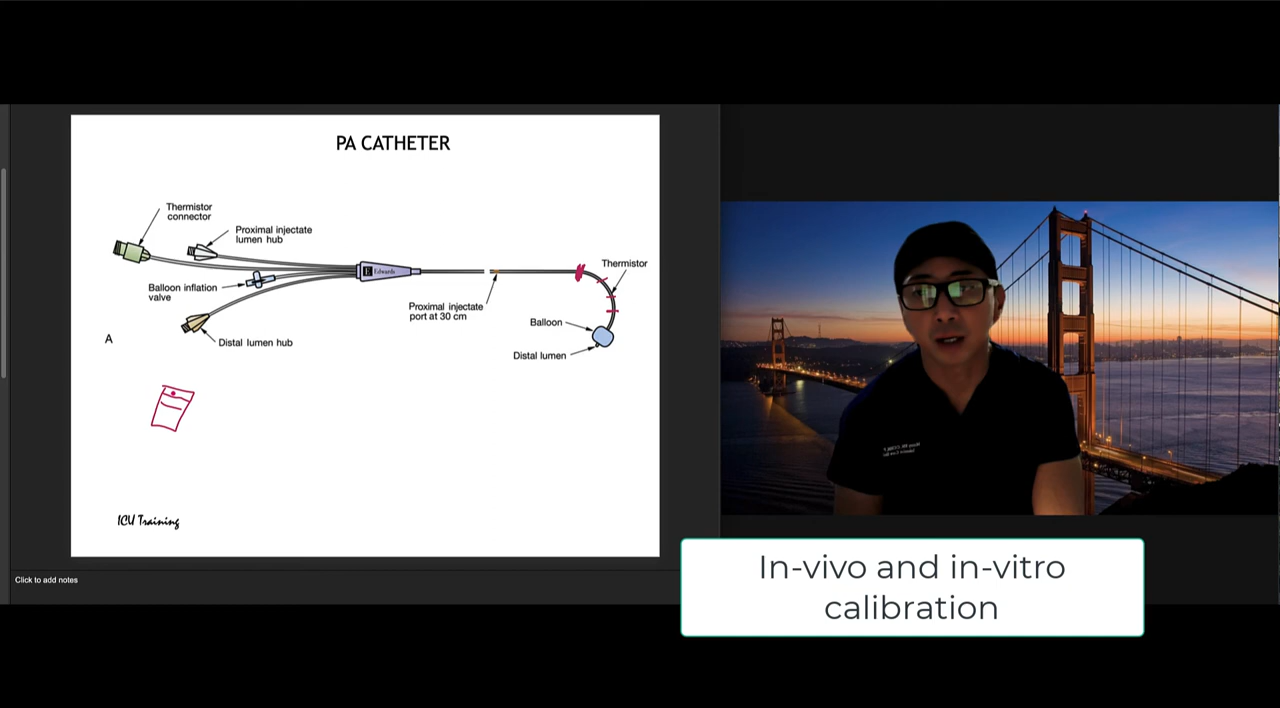 PA CATHETER
Thermistor
connector
Proximal injectate
lumen hub
Balloon inflation
valve
Distal lumen hub
Edwards
Proximal injectate
port at 30 cm
Thermistor
Balloon
Distal lumen
A
ICU Training
Click to add notes
In-vivo and in-vitro
calibration